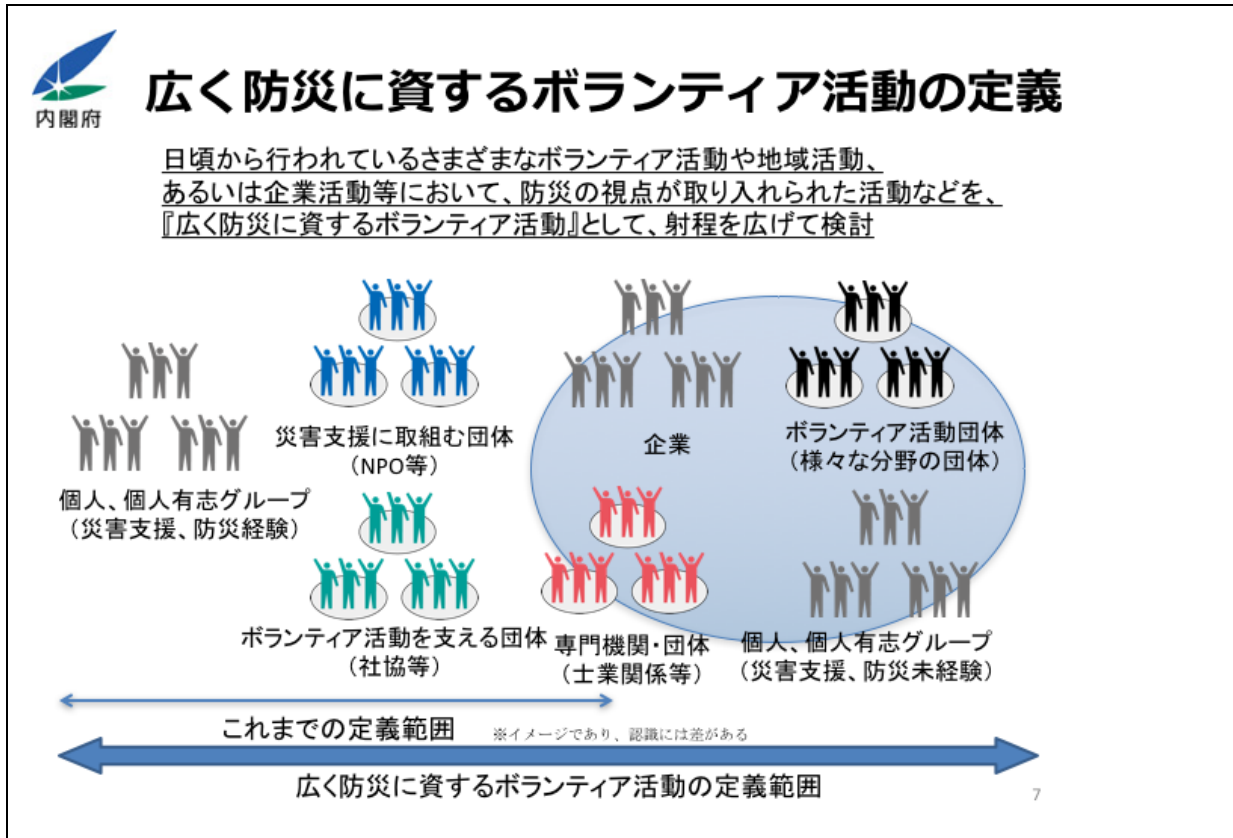 内閣府
広く防災に資するボランティア活動の定義
日頃から行われているさまざまなボランティア活動や地域活動、
あるいは企業活動等において、防災の視点が取り入れられた活動などを、
『広く防災に資するボランティア活動』として、射程を広げて検討
個人、個人有志グループ
（災害支援、防災経験）
災害支援に取組む団体
（NPO等）
ボランティア活動を支える団体
（社協等）
企業
専門機関・団体
（士業関係等）
ボランティア活動団体
（様々な分野の団体）
個人、個人有志グループ
（災害支援、防災未経験）
これまでの定義範囲
※イメージであり、認識には差がある
広く防災に資するボランティア活動の定義範囲
7